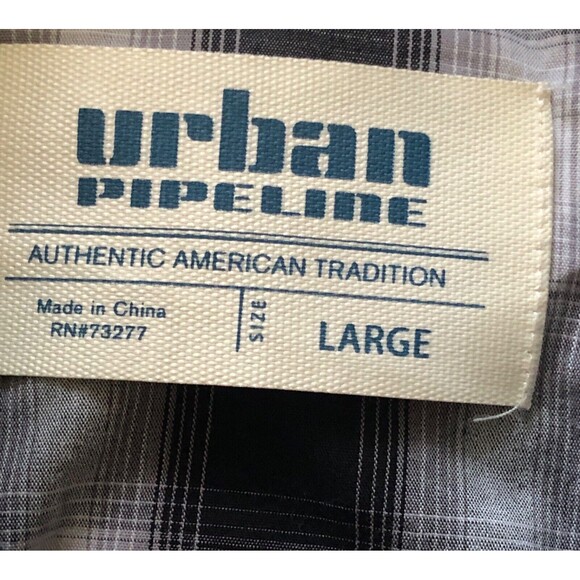 urban
PIPELINE
AUTHENTIC AMERICAN TRADITION
Made in China
RN#73277
SIZE
LARGE